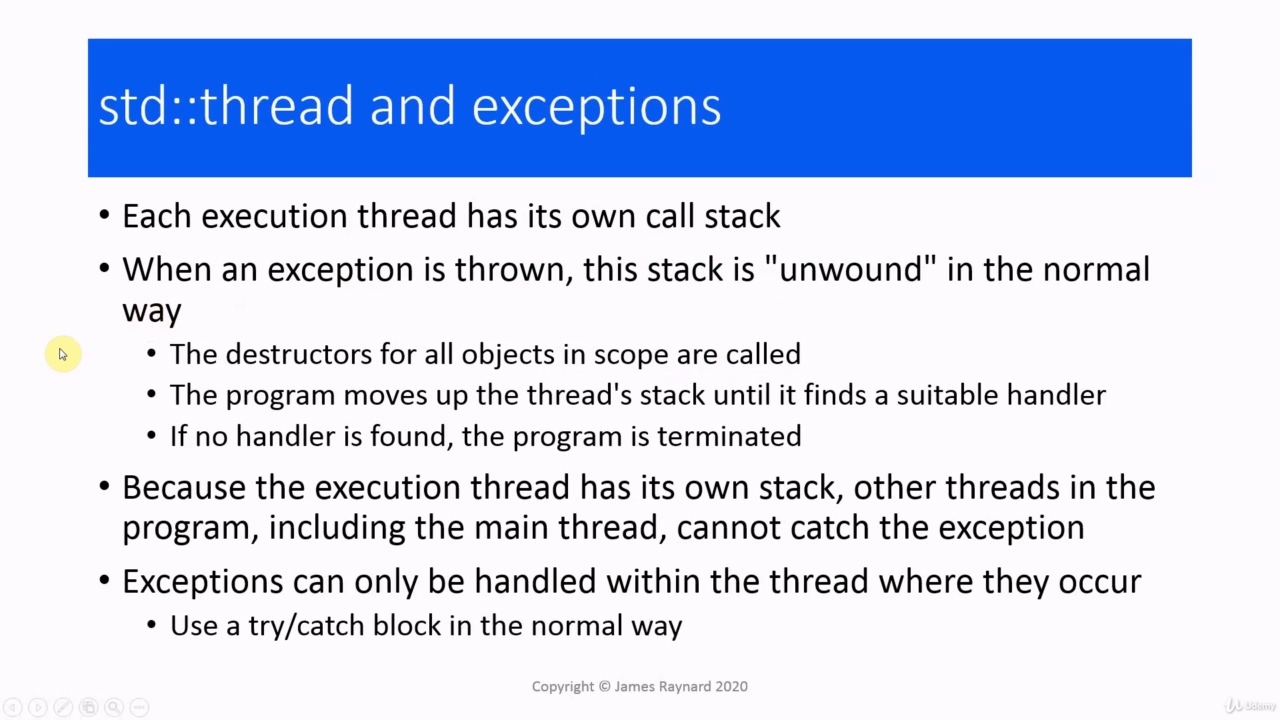 std::thread and exceptions
• Each execution thread has its own call stack
• When an exception is thrown, this stack is "unwound" in the normal
way
• The destructors for all objects in scope are called
• The program moves up the thread's stack until it finds a suitable handler
• If no handler is found, the program is terminated
• Because the execution thread has its own stack, other threads in the
program, including the main thread, cannot catch the exception
• Exceptions can only be handled within the thread where they occur
• Use a try/catch block in the normal way
Copyright © James Raynard 2020
Udemy